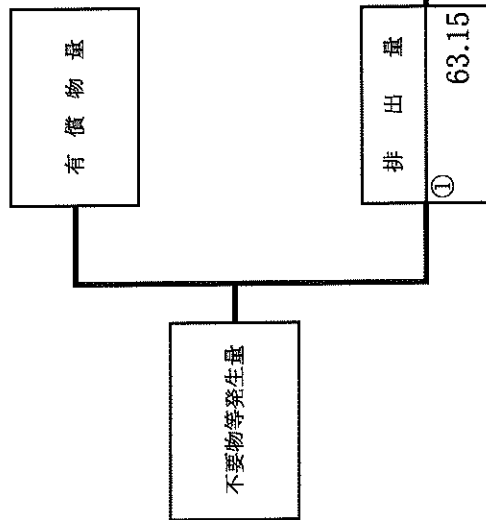 有償物量
不要物等発生量
排出量
①
63.15